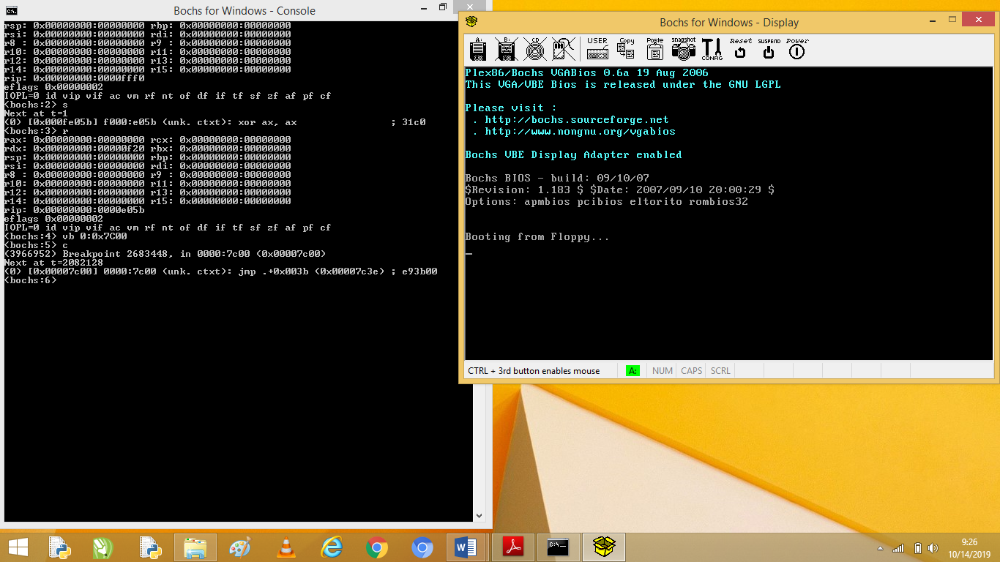 Bochs for Windows - Console
rsp: 0x00000000:00000000 rbp: 0x00000000:00000000
rsi: 0x00000000:00000000 rdi: 0x00000000:00000000
r8 : 0x00000000:00000000 r9 : 0x00000000:00000000
r10: 0x00000000:00000000 r11: 0x00000000:00000000
r12: 0x00000000:00000000 r13: 0x00000000:00000000
r14: 0x00000000:00000000 r15: 0x00000000:00000000
rip: 0x00000000:0000fff0
eflags 0x00000002
IOPL=0 id vip vif ac vm rf nt of df if tf sf zf af pf cf
<bochs:2> s
Next at t=1
(0) [0x000fe05b] f000:e05b (unk. ctxt): xor ax, ax ; 31c0
<bochs:3> r
rax: 0x00000000:00000000 rcx: 0x00000000:00000000
rdx: 0x00000000:00000f20 rbx: 0x00000000:00000000
rsp: 0x00000000:00000000 rbp: 0x00000000:00000000
rsi: 0x00000000:00000000 rdi: 0x00000000:00000000
r8 : 0x00000000:00000000 r9 : 0x00000000:00000000
r10: 0x00000000:00000000 r11: 0x00000000:00000000
r12: 0x00000000:00000000 r13: 0x00000000:00000000
r14: 0x00000000:00000000 r15: 0x00000000:00000000
rip: 0x00000000:0000e05b
eflags 0x00000002
IOPL=0 id vip vif ac vm rf nt of df if tf sf zf af pf cf
<bochs:4> vb 0:0x7C00
<bochs:5> c
(3966952) Breakpoint 2683448, in 0000:7c00 (0x00007c00)
Next at t=2082128
(0) [0x00007c00] 0000:7c00 (unk. ctxt): jmp .+0x003b (0x00007c3e) ; e93b00
<bochs:6>
Bochs for Windows - Display
A: B: CD USER Copy Paste Snapshot CONFIG Reset SUSPEND Power
Plex86/Bochs VGABios 0.6a 19 Aug 2006
This VGA/VBE Bios is released under the GNU LGPL
Please visit :
. http://bochs.sourceforge.net
. http://www.nongnu.org/vgabios
Bochs VBE Display Adapter enabled
Bochs BIOS - build: 09/10/07
$Revision: 1.183 $ $Date: 2007/09/10 20:00:29 $
Options: apmbios pcibios eltorito rombios32
Booting from Floppy...
CTRL + 3rd button enables mouse A: NUM CAPS SCRL
9:26
10/14/2019